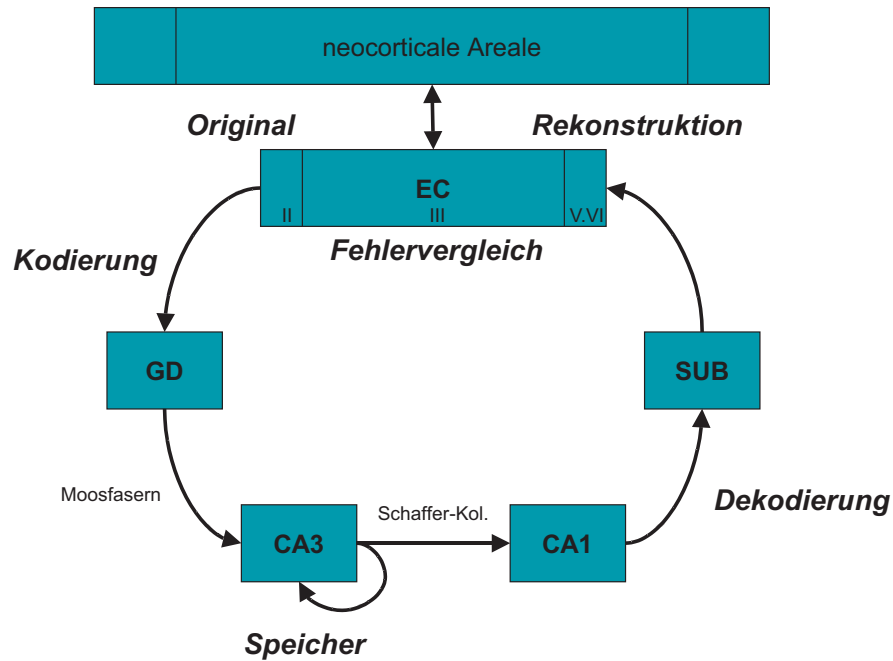 neocorticale Areale
Original
Rekonstruktion
EC
II
III
V.VI
Fehlervergleich
Kodierung
GD
SUB
Moosfasern
Schaffer-Kol.
Dekodierung
CA3
CA1
Speicher